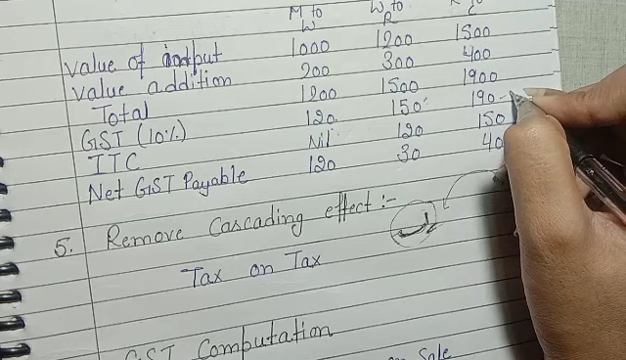 M to W to R to
W R C
Value of input 1000 1200 1500
Value addition 200 300 400
Total 1200 1500 1900
GST (10%) 120 150 190
ITC Nil 120 150
Net GST Payable 120 30 40
5. Remove Cascading effect :-
Tax on Tax
GST Computation
Sale